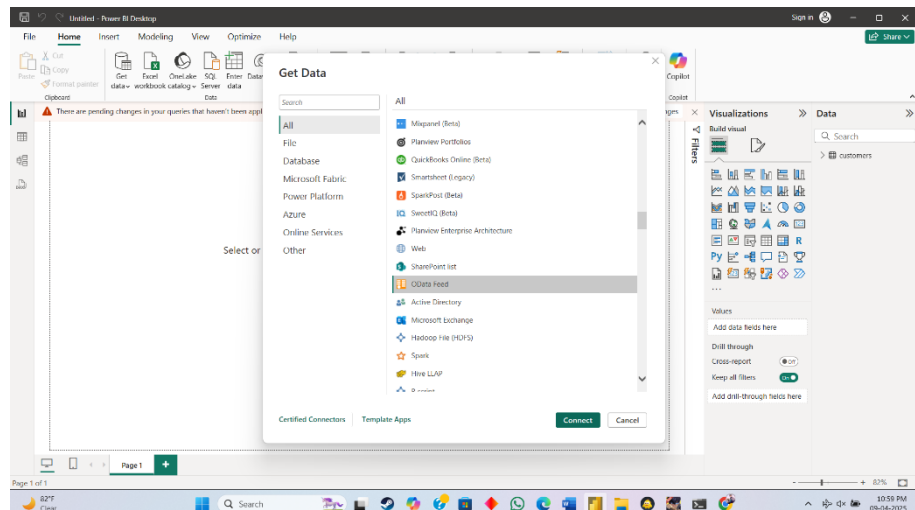 Untitled - Power BI Desktop
Sign in
File Home Insert Modeling View Optimize Help
Share
Paste
Cut
Copy
Format painter
Clipboard
Get data
Excel workbook
OneLake catalog
SQL Server
Enter data
Data
Copilot
Copilot
There are pending changes in your queries that haven't been appl
Select or
Get Data
Search
All
File
Database
Microsoft Fabric
Power Platform
Azure
Online Services
Other
All
Mixpanel (Beta)
Planview Portfolios
QuickBooks Online (Beta)
Smartsheet (Legacy)
SparkPost (Beta)
SweetIQ (Beta)
Planview Enterprise Architecture
Web
SharePoint list
OData Feed
Active Directory
Microsoft Exchange
Hadoop File (HDFS)
Spark
Hive LLAP
R script
Certified Connectors
Template Apps
Connect
Cancel
Filters
Visualizations
Build visual
Values
Add data fields here
Drill through
Cross-report
Off
Keep all filters
On
Add drill-through fields here
Data
Search
customers
Page 1
Page 1 of 1
82%
82°F
Clear
Search
10:59 PM
09-04-2025